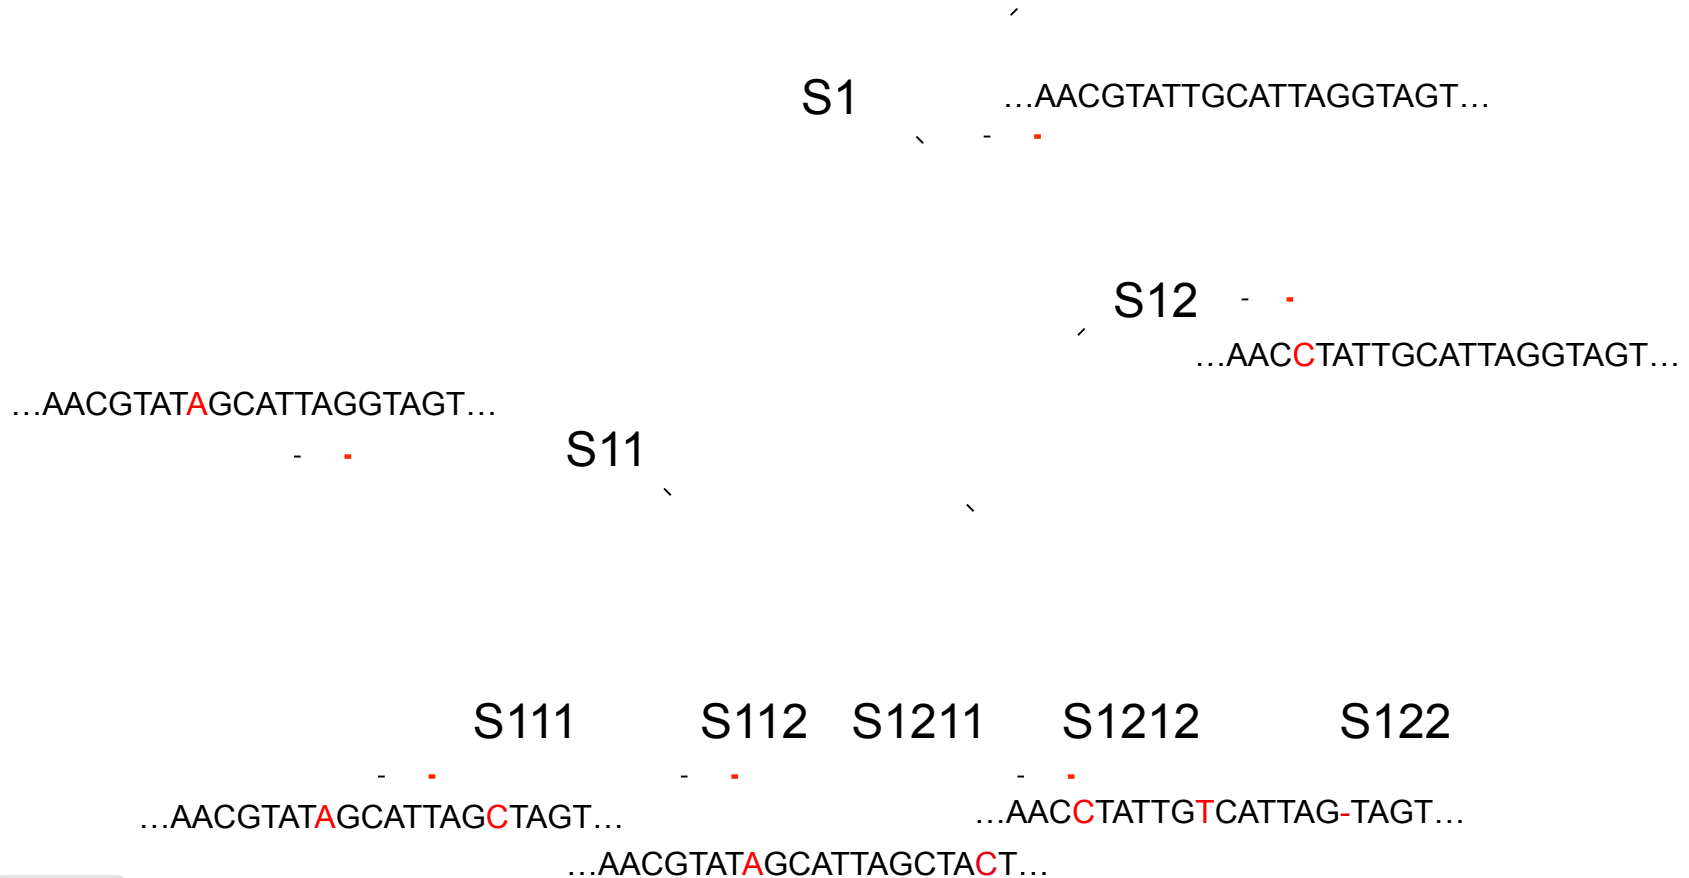 S1 …AACGTATTGCATTAGGTAGT…
S12
…AACCTATTGCATTAGGTAGT…
…AACGTATAGCATTAGGTAGT…
S11
S111 S112 S1211 S1212 S122
…AACGTATAGCATTAGCTAGT… …AACCTATTGTCATTAG-TAGT…
…AACGTATAGCATTAGCTACT…